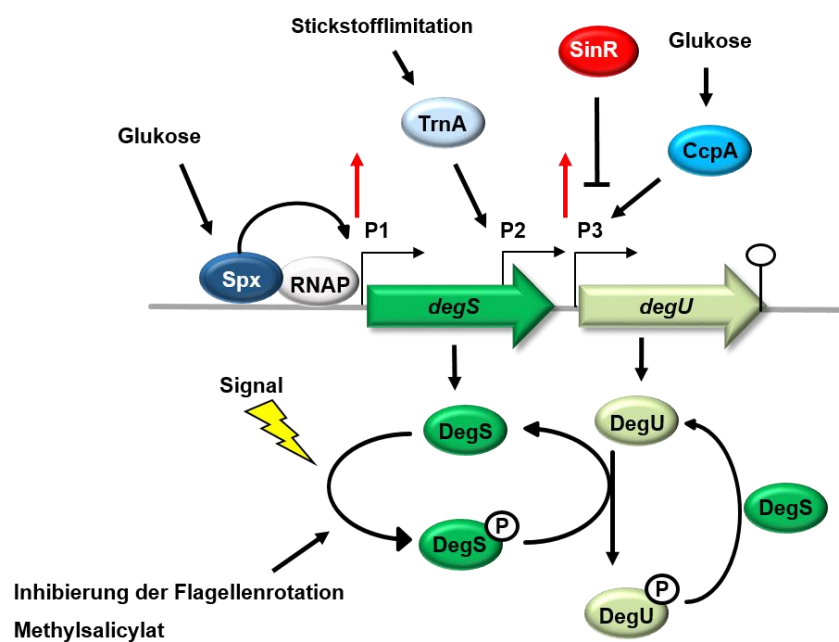 Stickstofflimitation
SinR
Glukose
TrnA
CcpA
Glukose
P1
P2
P3
Spx
RNAP
degS
degU
Signal
DegS
DegU
DegS
P
DegS
P
DegU
Inhibierung der Flagellenrotation
Methylsalicylat